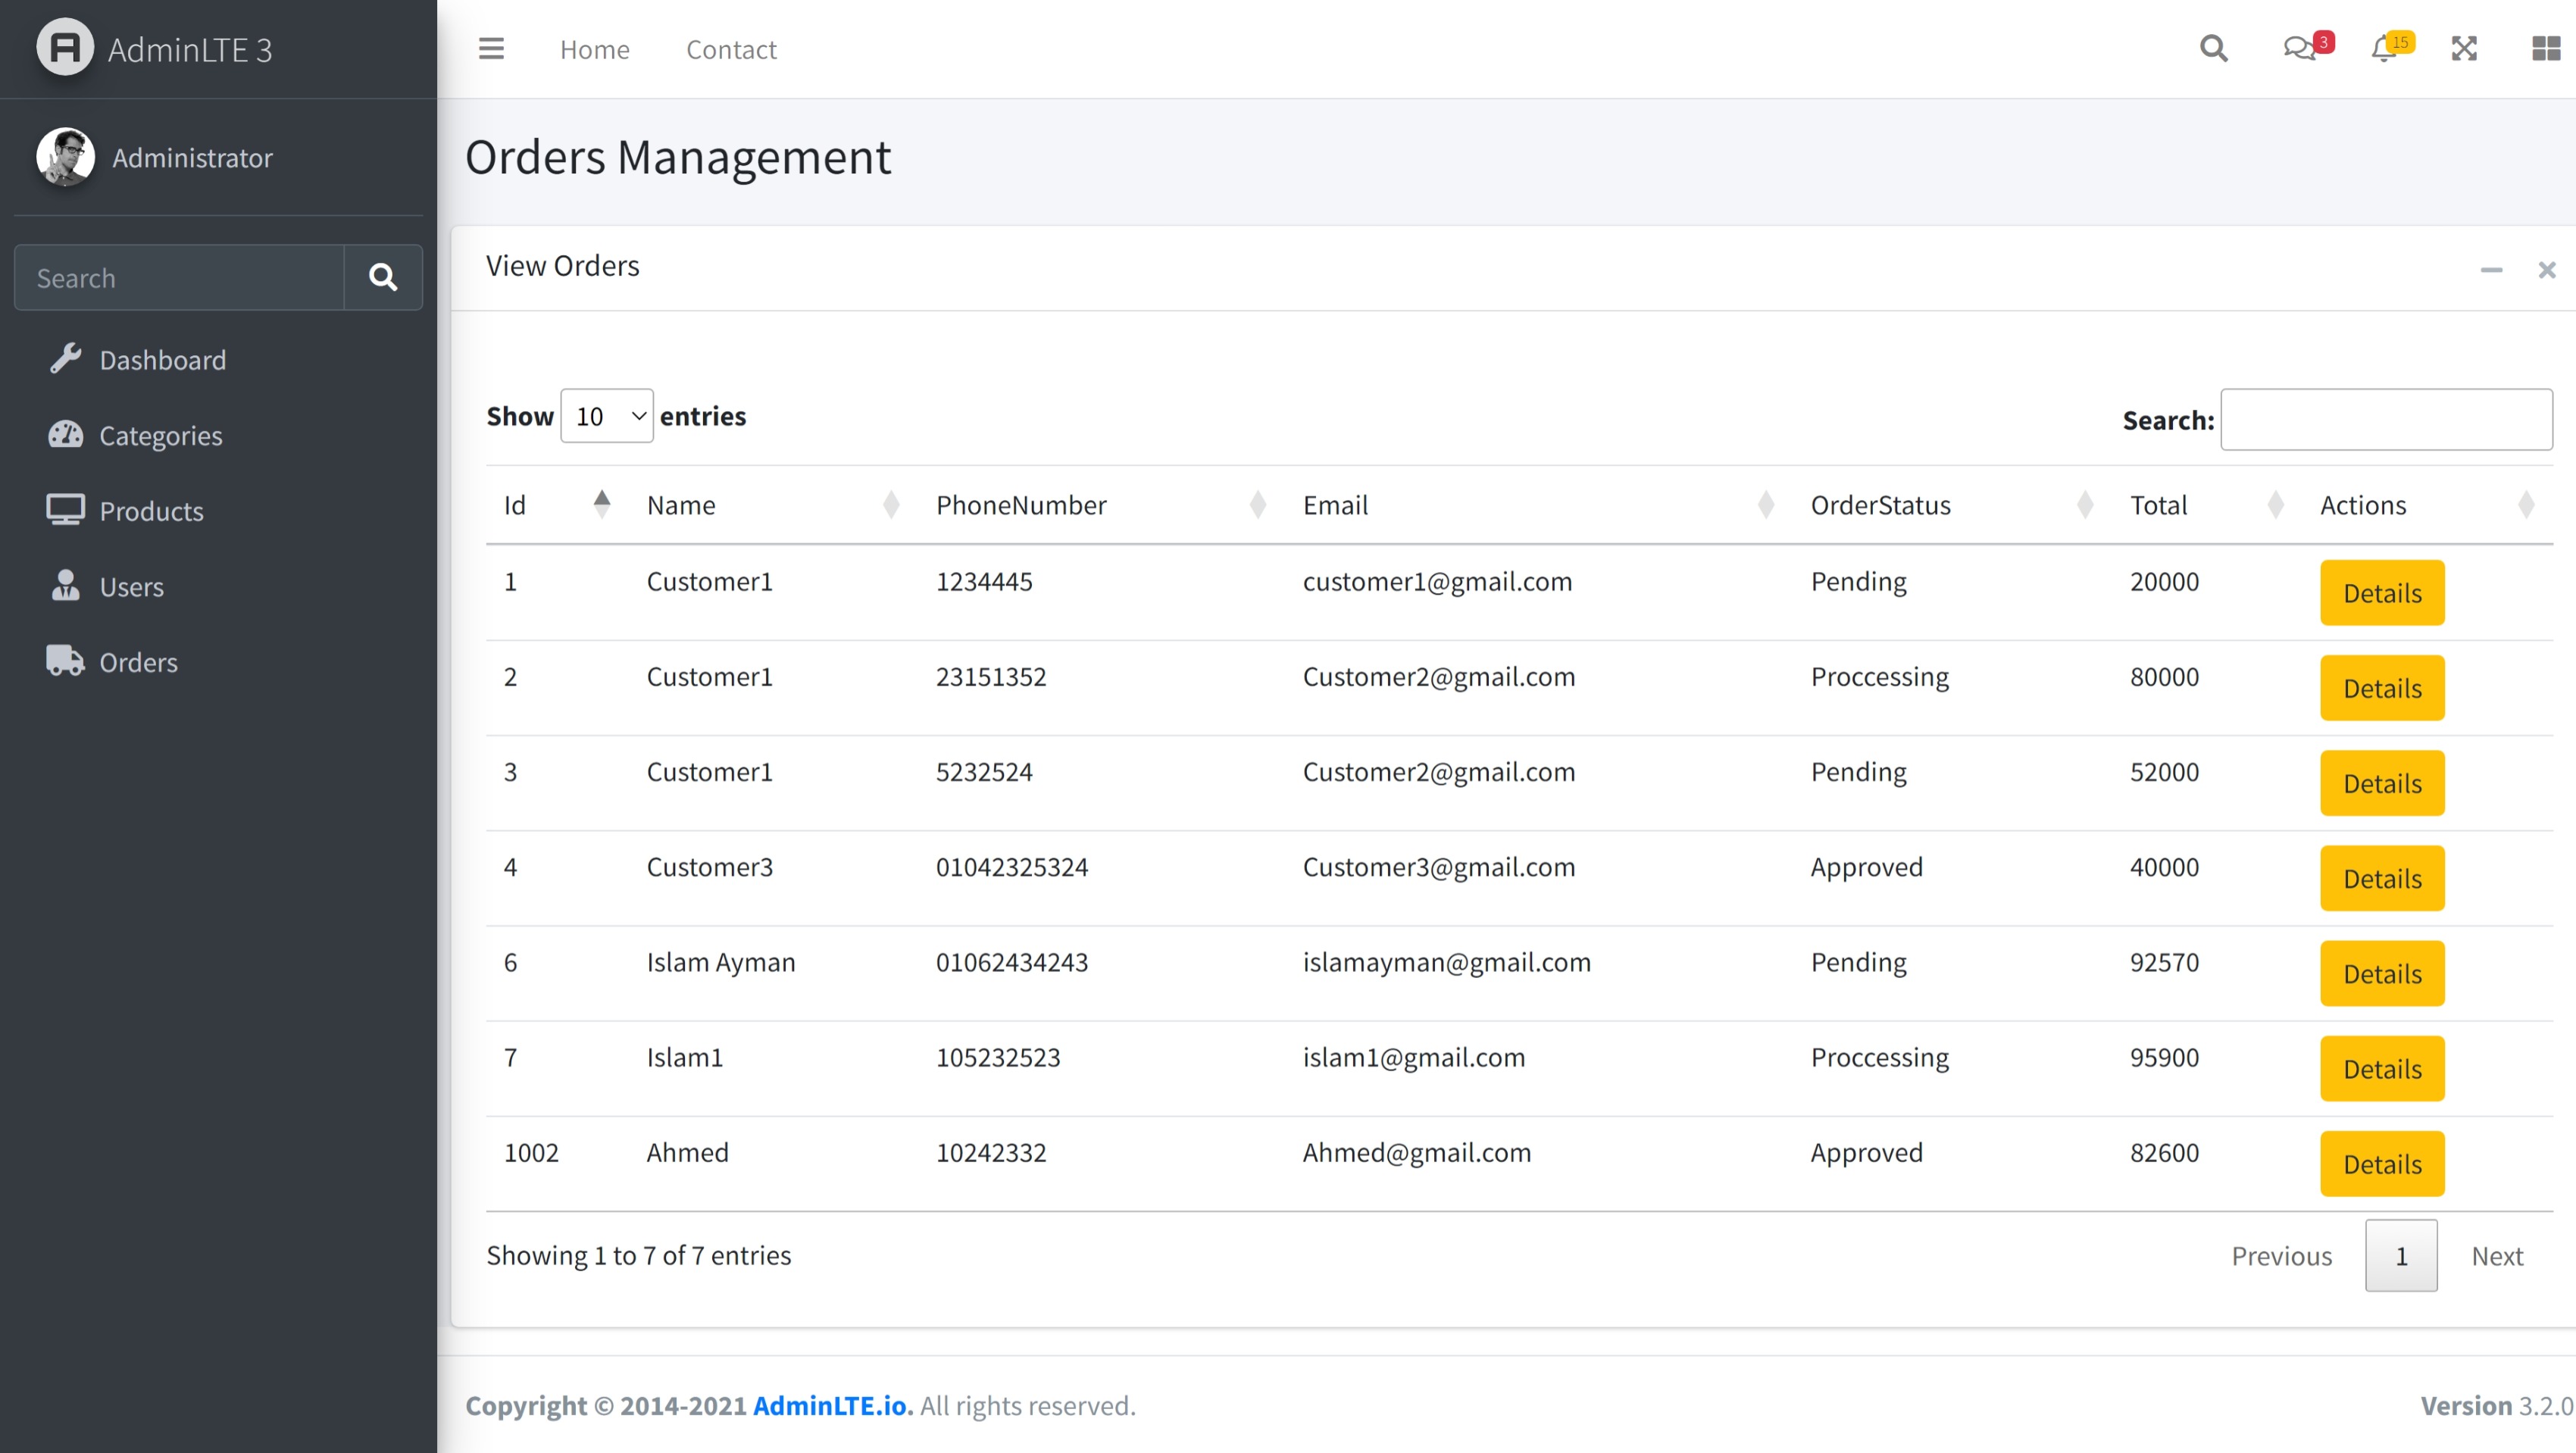 AdminLTE 3
Home Contact 3 15
Administrator
Orders Management
Search
View Orders
Dashboard
Categories
Products
Users
Orders
Show 10 entries Search:
Id Name PhoneNumber Email OrderStatus Total Actions
1 Customer1 1234445 customer1@gmail.com Pending 20000 Details
2 Customer1 23151352 Customer2@gmail.com Proccessing 80000 Details
3 Customer1 5232524 Customer2@gmail.com Pending 52000 Details
4 Customer3 01042325324 Customer3@gmail.com Approved 40000 Details
6 Islam Ayman 01062434243 islamayman@gmail.com Pending 92570 Details
7 Islam1 105232523 islam1@gmail.com Proccessing 95900 Details
1002 Ahmed 10242332 Ahmed@gmail.com Approved 82600 Details
Showing 1 to 7 of 7 entries Previous 1 Next
Copyright © 2014-2021 AdminLTE.io. All rights reserved. Version 3.2.0